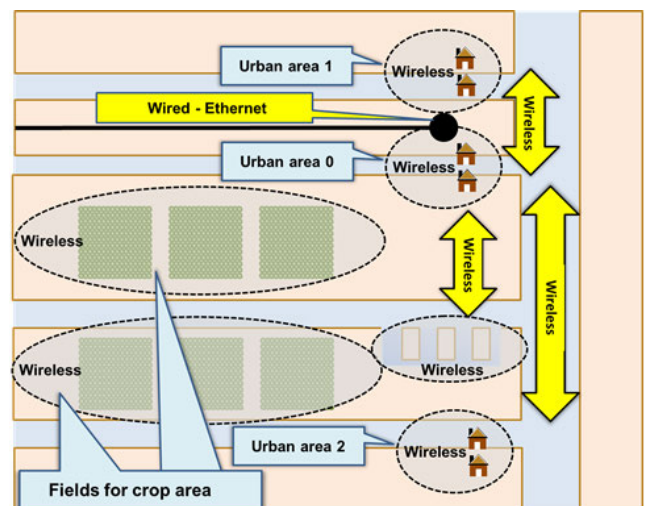 Urban area 1
Wireless
Wired - Ethernet
Wireless
Urban area 0
Wireless
Wireless
Wireless
Wireless
Wireless
Wireless
Urban area 2
Wireless
Fields for crop area